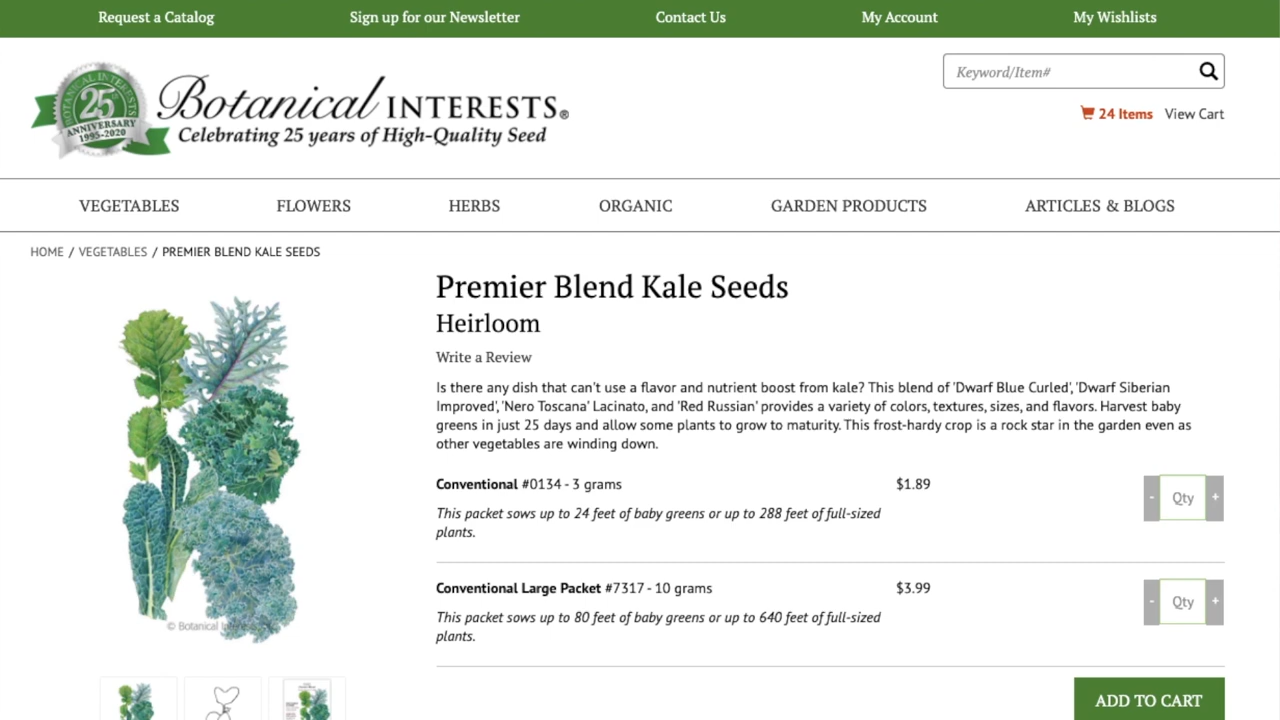 Request a Catalog
Sign up for our Newsletter
Contact Us
My Account
My Wishlists
BOTANICAL INTERESTS
25th
ANNIVERSARY
1995-2020
Botanical INTERESTS®
Celebrating 25 years of High-Quality Seed
Keyword/Item#
24 Items View Cart
VEGETABLES
FLOWERS
HERBS
ORGANIC
GARDEN PRODUCTS
ARTICLES & BLOGS
HOME / VEGETABLES / PREMIER BLEND KALE SEEDS
Premier Blend Kale Seeds
Heirloom
Write a Review
Is there any dish that can't use a flavor and nutrient boost from kale? This blend of 'Dwarf Blue Curled', 'Dwarf Siberian
Improved', 'Nero Toscana' Lacinato, and 'Red Russian' provides a variety of colors, textures, sizes, and flavors. Harvest baby
greens in just 25 days and allow some plants to grow to maturity. This frost-hardy crop is a rock star in the garden even as
other vegetables are winding down.
Conventional #0134 - 3 grams $1.89 - Qty +
This packet sows up to 24 feet of baby greens or up to 288 feet of full-sized
plants.
Conventional Large Packet #7317 - 10 grams $3.99 - Qty +
This packet sows up to 80 feet of baby greens or up to 640 feet of full-sized
plants.
© Botanical
ADD TO CART